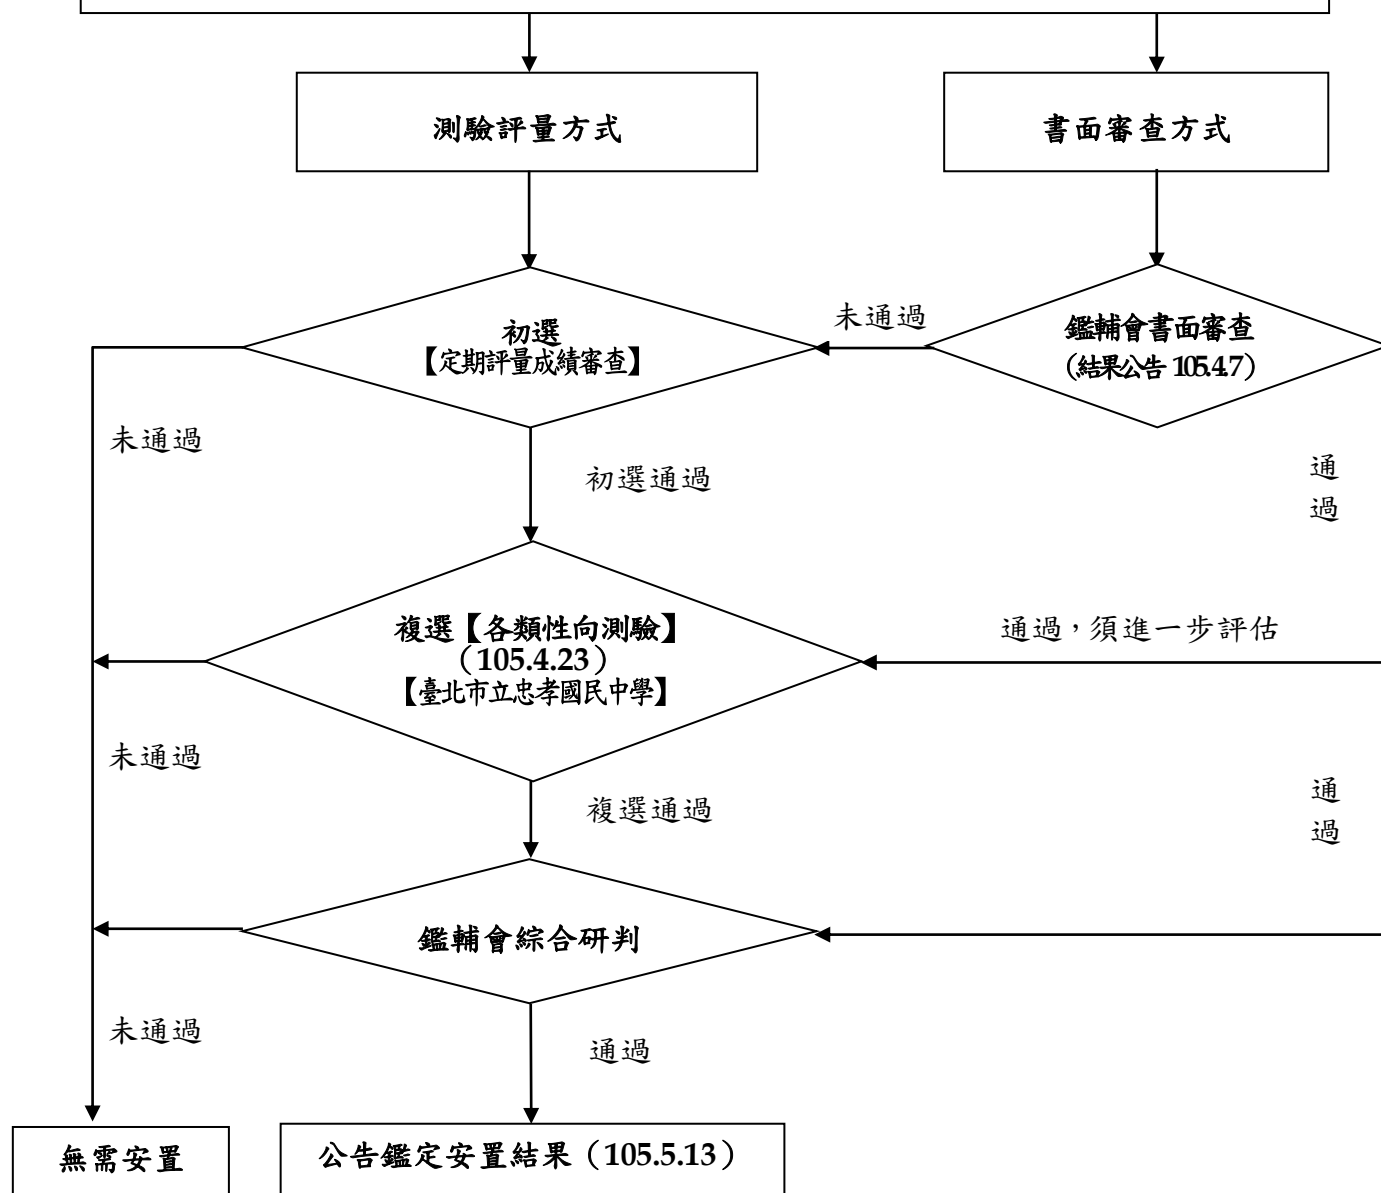 測驗評量方式
書面審查方式
初選
【定期評量成績審查】
未通過
鑑輔會書面審查
（結果公告 105.4.7）
未通過
初選通過
通
過
複選【各類性向測驗】
（105.4.23）
【臺北市立忠孝國民中學】
通過，須進一步評估
未通過
複選通過
通
過
鑑輔會綜合研判
未通過
通過
無需安置
公告鑑定安置結果（105.5.13）